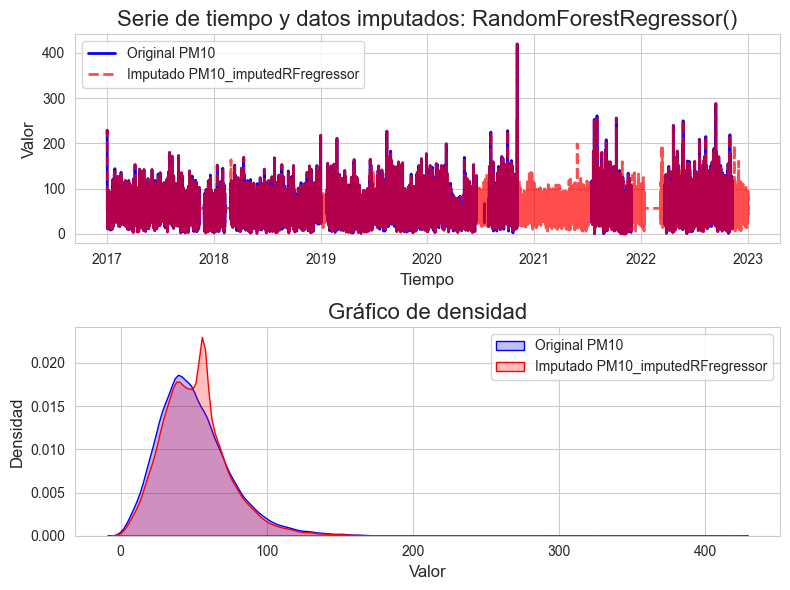 Serie de tiempo y datos imputados: RandomForestRegressor()
Original PM10
Imputado PM10_imputedRFregressor
Valor
400
300
200
100
0
2017 2018 2019 2020 2021 2022 2023
Tiempo
Gráfico de densidad
Original PM10
Imputado PM10_imputedRFregressor
Densidad
0.020
0.015
0.010
0.005
0.000
0 100 200 300 400
Valor